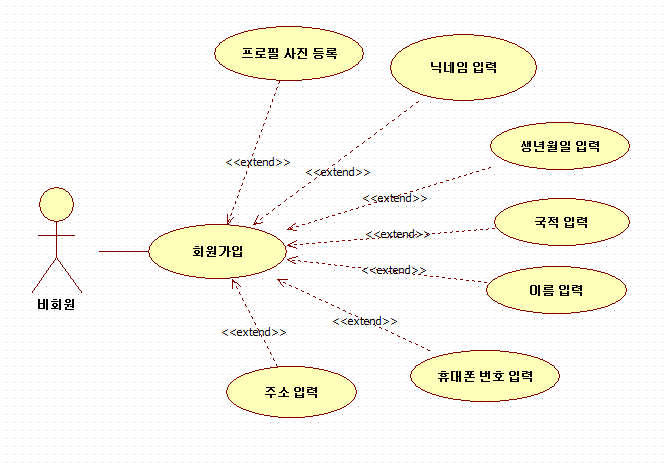 프로필 사진 등록
닉네임 입력
<<extend>>
<<extend>>
생년월일 입력
<<extend>>
국적 입력
<<extend>>
회원가입
이름 입력
<<extend>>
비회원
<<extend>>
<<extend>>
휴대폰 번호 입력
주소 입력